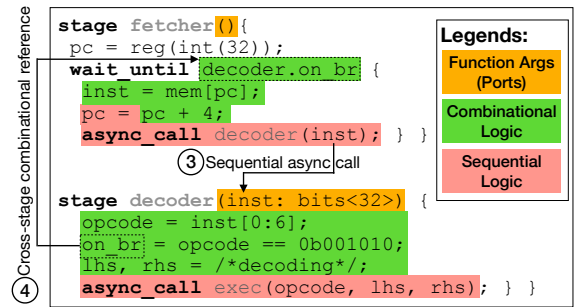 stage fetcher(){
pc = reg(int(32));
wait_until decoder.on_br {
inst = mem[pc];
pc = pc + 4;
async_call decoder(inst); } }
3 Sequential async call
stage decoder(inst: bits<32>) {
opcode = inst[0:6];
on_br = opcode == 0b001010;
lhs, rhs = /*decoding*/;
async_call exec(opcode, lhs, rhs); } }
Legends:
Function Args
(Ports)
Combinational
Logic
Sequential
Logic
4 Cross-stage combinational reference